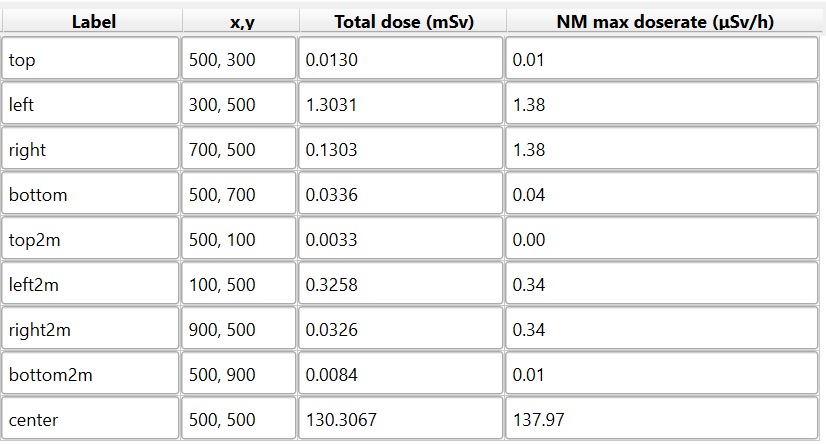 Label x,y Total dose (mSv) NM max doserate (µSv/h)
top 500, 300 0.0130 0.01
left 300, 500 1.3031 1.38
right 700, 500 0.1303 1.38
bottom 500, 700 0.0336 0.04
top2m 500, 100 0.0033 0.00
left2m 100, 500 0.3258 0.34
right2m 900, 500 0.0326 0.34
bottom2m 500, 900 0.0084 0.01
center 500, 500 130.3067 137.97